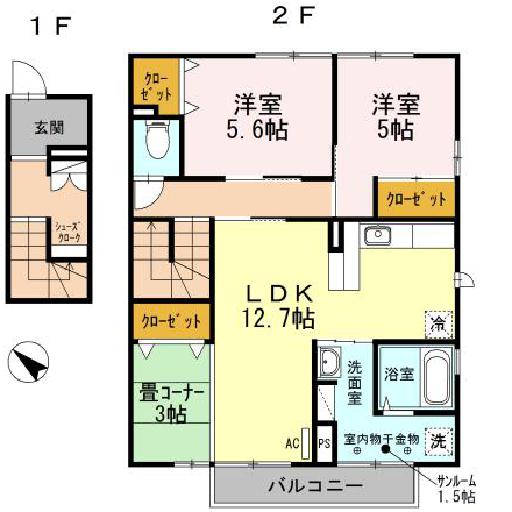 1F
2F
玄関
シューズ
クローク
クロー
ゼット
洋室
5.6帖
洋室
5帖
クローゼット
LDK
12.7帖
冷
クローゼット
畳コーナー
3帖
洗面室
浴室
室内物干金物
洗
AC
PS
サンルーム
1.5帖
バルコニー